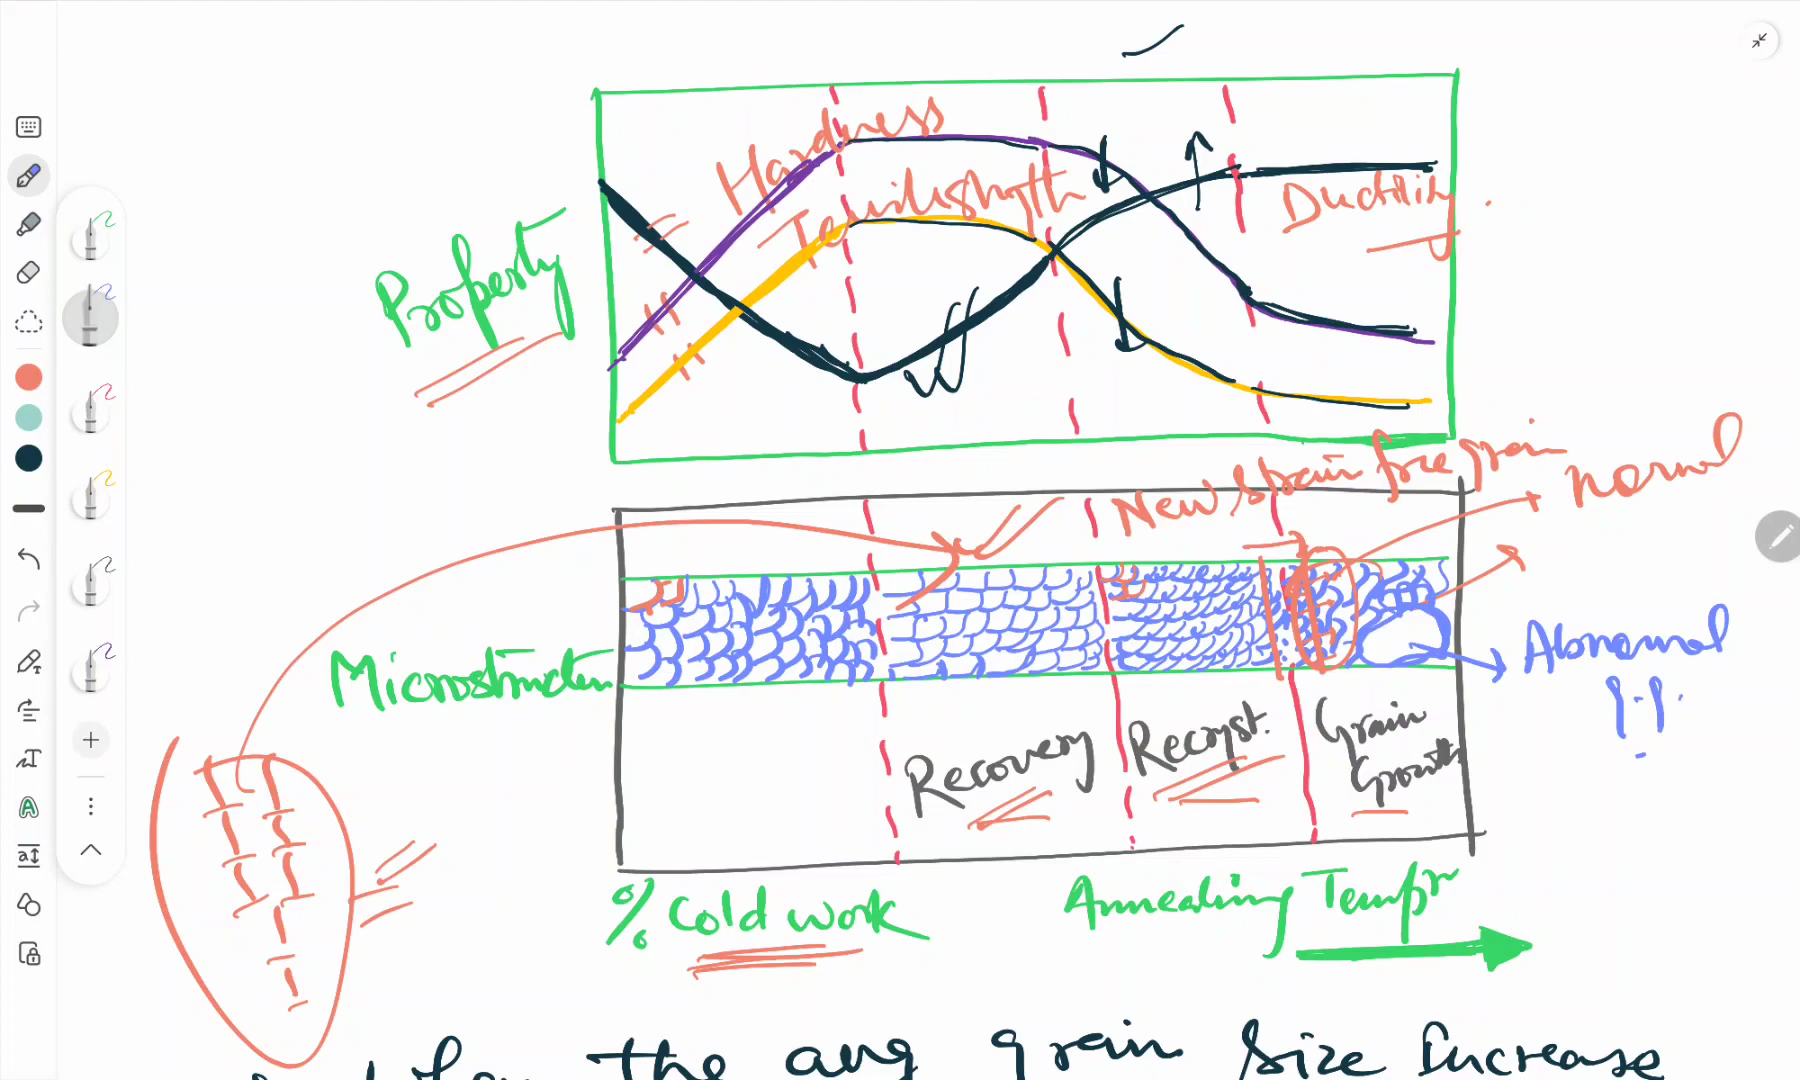 Hardness
Tensile strength
Ductility
Property
New strain free grain
normal
Microstructure
Abnormal
Recovery
Recryst.
Grain
Growth
% Cold work
Annealing Temp
the avg grain size increase